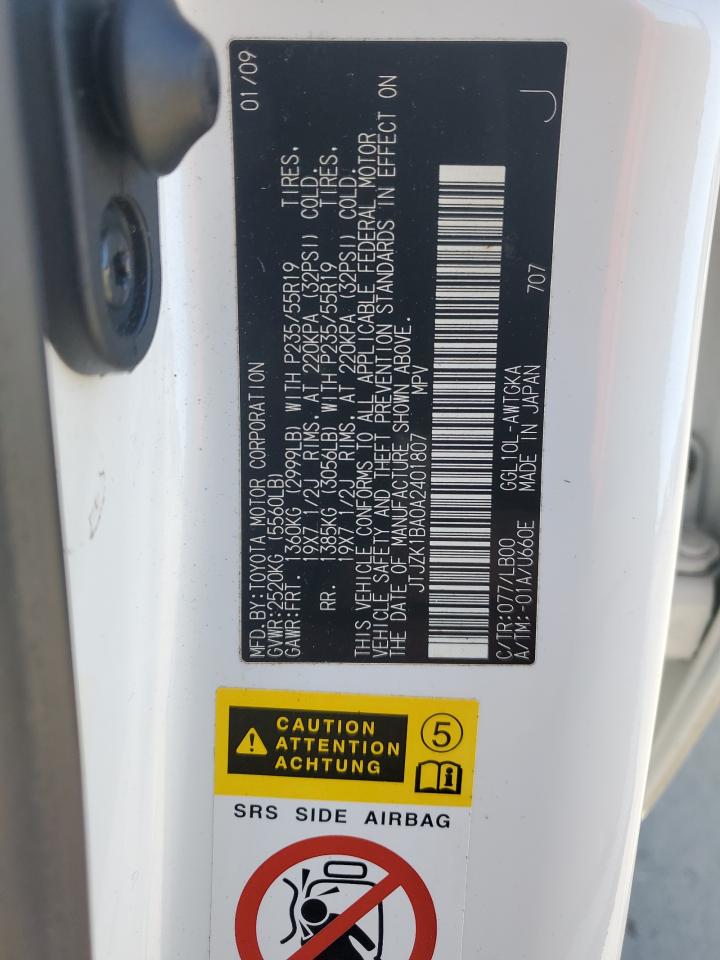 01/09
MFD.BY:TOYOTA MOTOR CORPORATION
GVWR:2520KG (5560LB)
GAWR:FRT. 1360KG (2999LB) WITH P235/55R19 TIRES,
19X7 1/2J RIMS, AT 220KPA (32PSI) COLD.
RR. 1385KG (3056LB) WITH P235/55R19 TIRES,
19X7 1/2J RIMS, AT 220KPA (32PSI) COLD.
THIS VEHICLE CONFORMS TO ALL APPLICABLE FEDERAL MOTOR
VEHICLE SAFETY AND THEFT PREVENTION STANDARDS IN EFFECT ON
THE DATE OF MANUFACTURE SHOWN ABOVE.
JTJZK1BA0A2401807 MPV
C/TR:077/LB00 GGL10L-AWTGKA
A/TM:-01A/U660E MADE IN JAPAN 707
J
CAUTION
ATTENTION
ACHTUNG
5
SRS SIDE AIRBAG